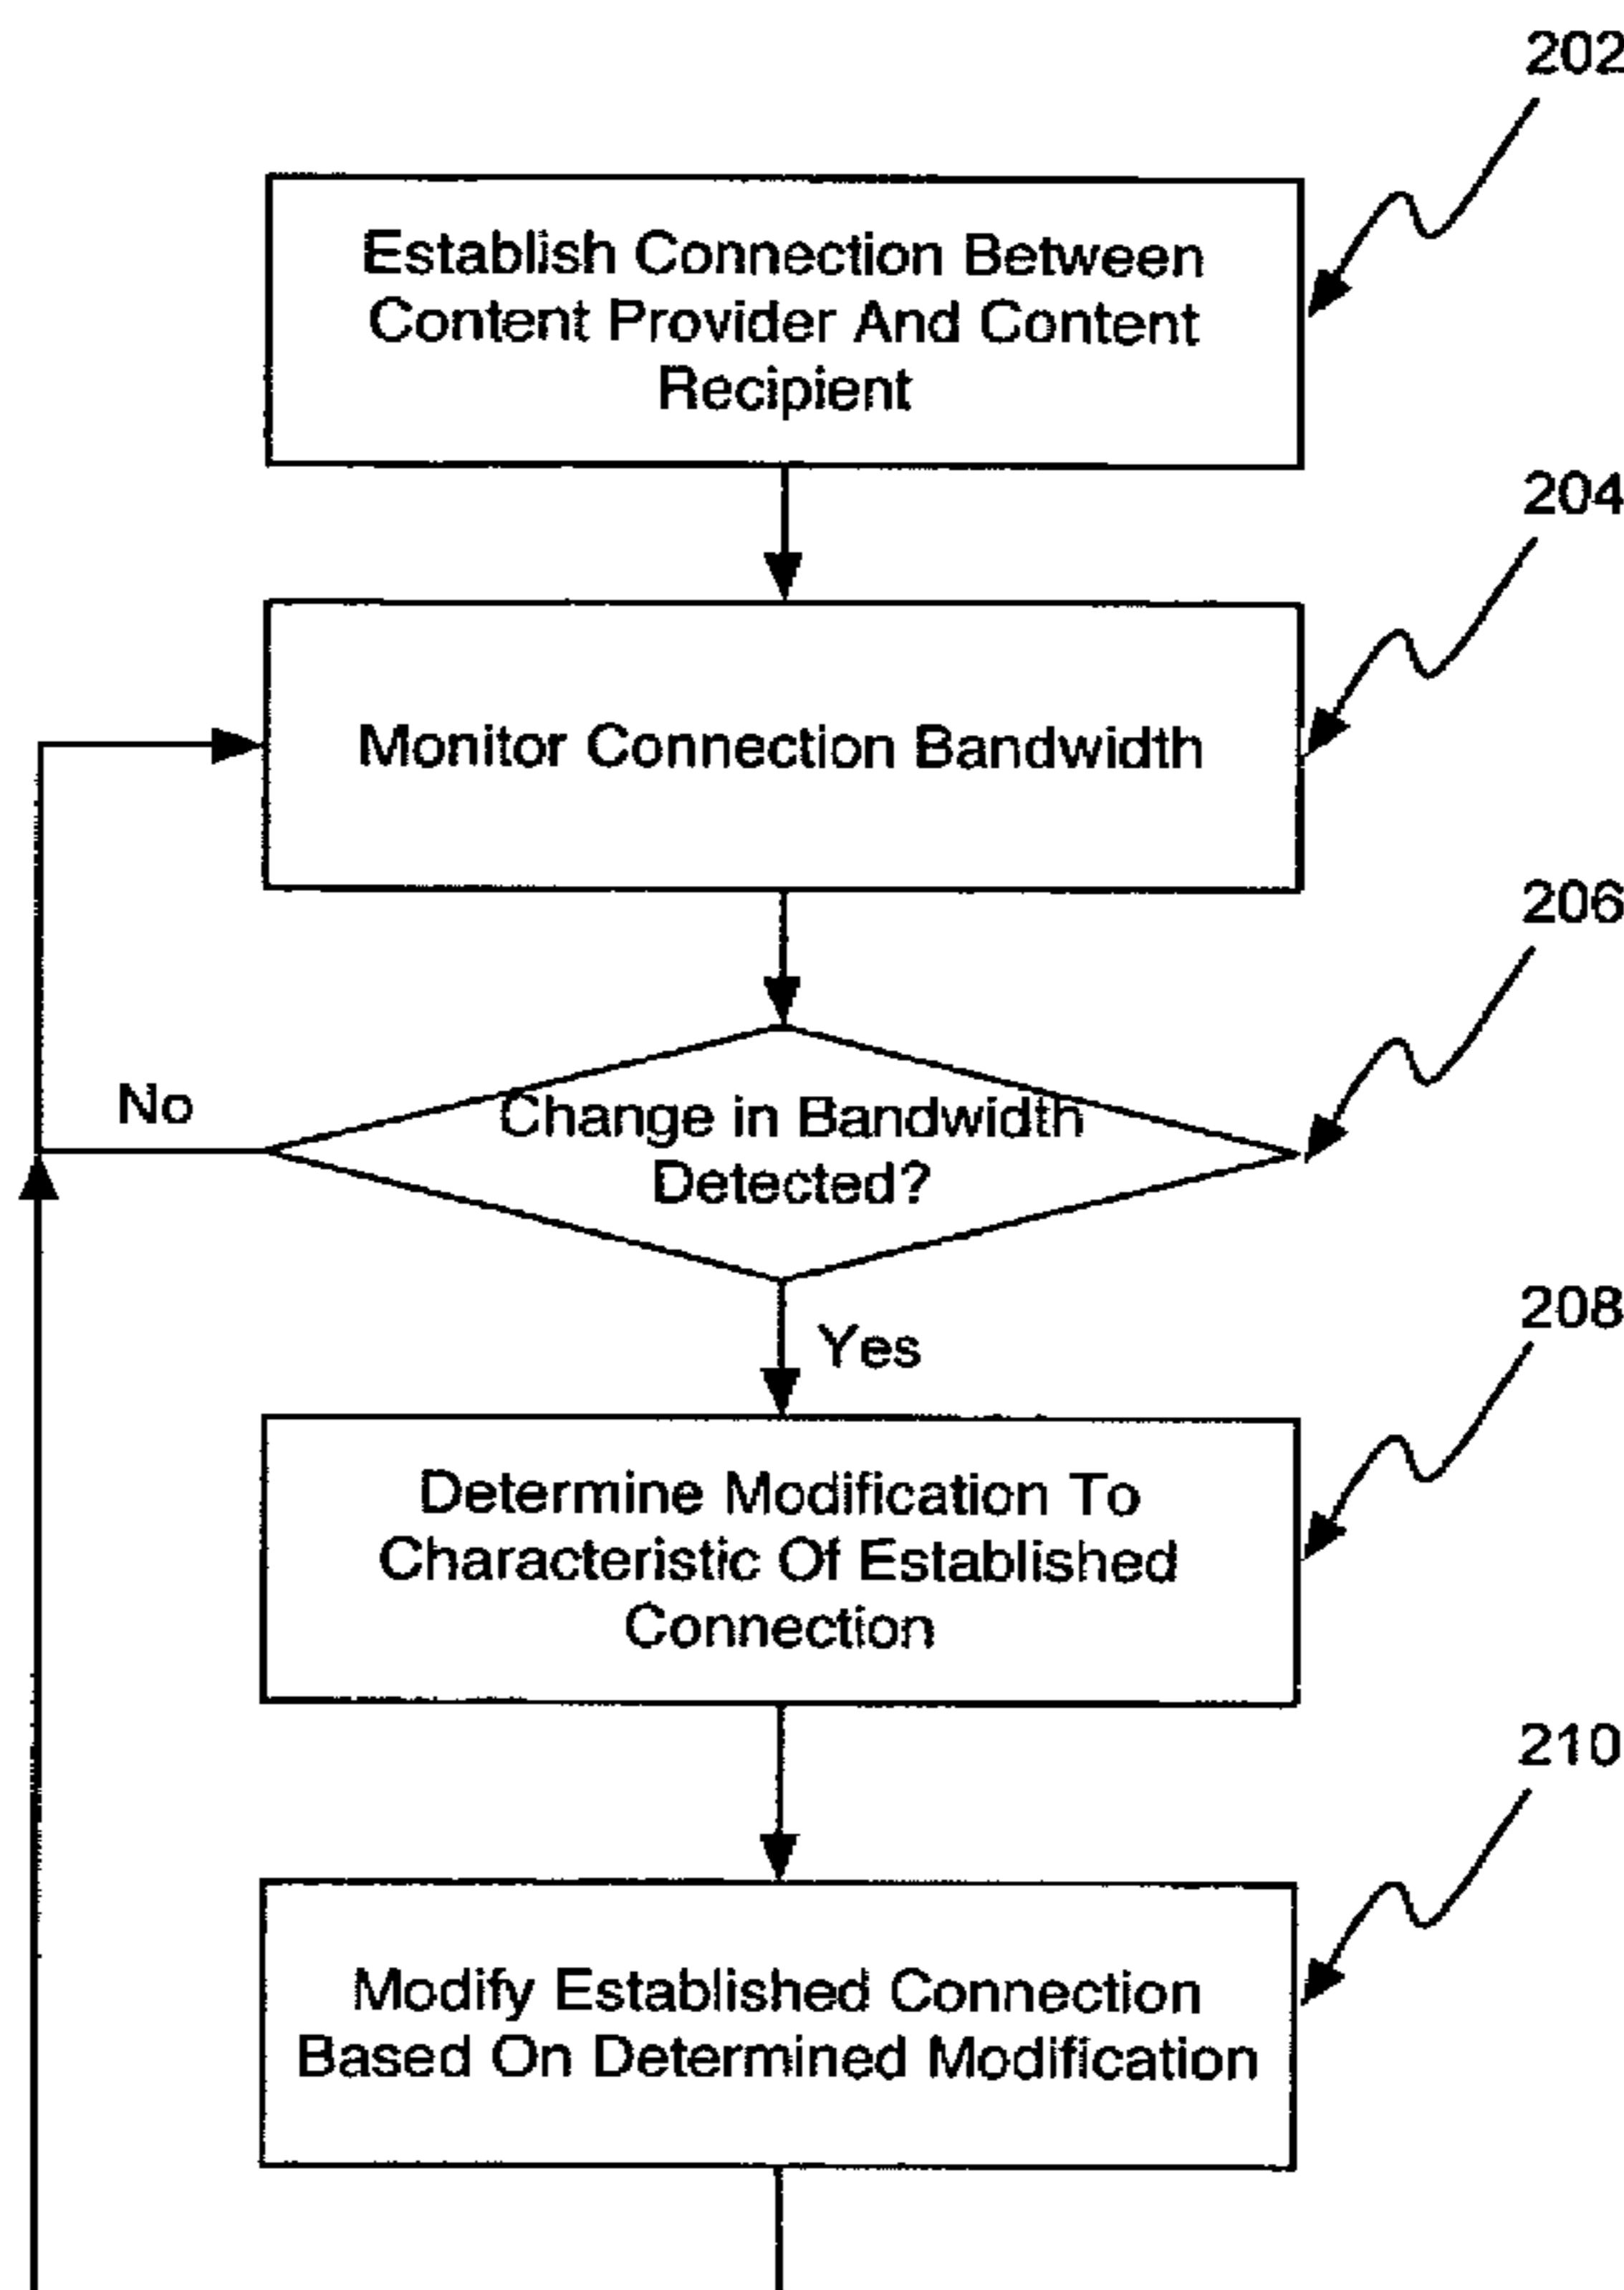 202
Establish Connection Between
Content Provider And Content
Recipient
204
Monitor Connection Bandwidth
206
No
Change in Bandwidth
Detected?
Yes
208
Determine Modification To
Characteristic Of Established
Connection
210
Modify Established Connection
Based On Determined Modification